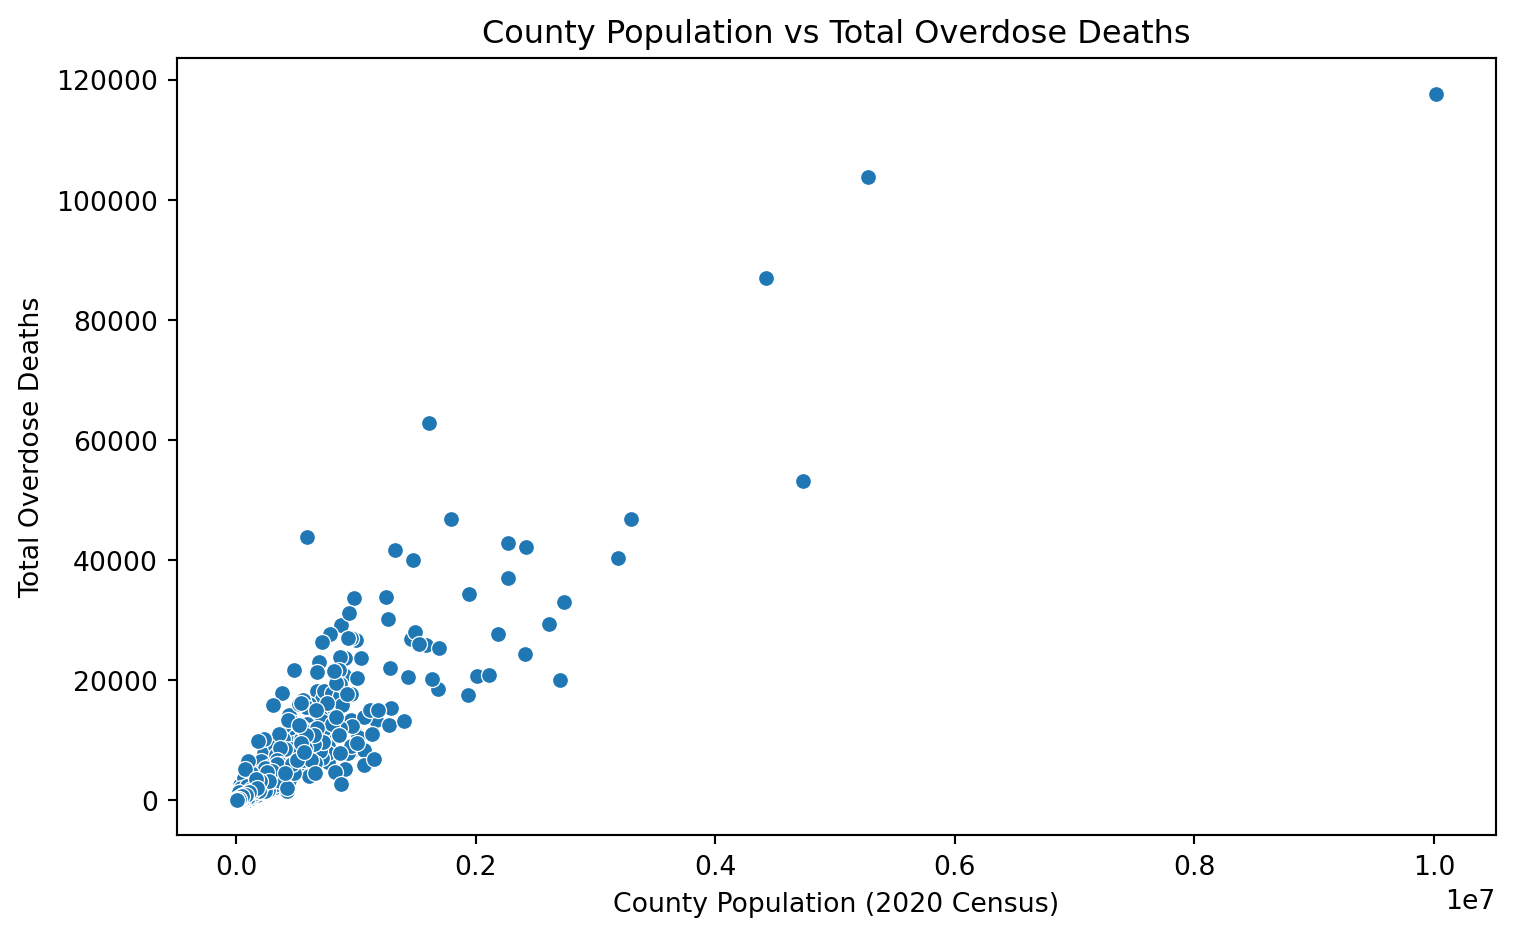 County Population vs Total Overdose Deaths
120000
100000
80000
60000
40000
20000
0
Total Overdose Deaths
0.0 0.2 0.4 0.6 0.8 1.0
1e7
County Population (2020 Census)